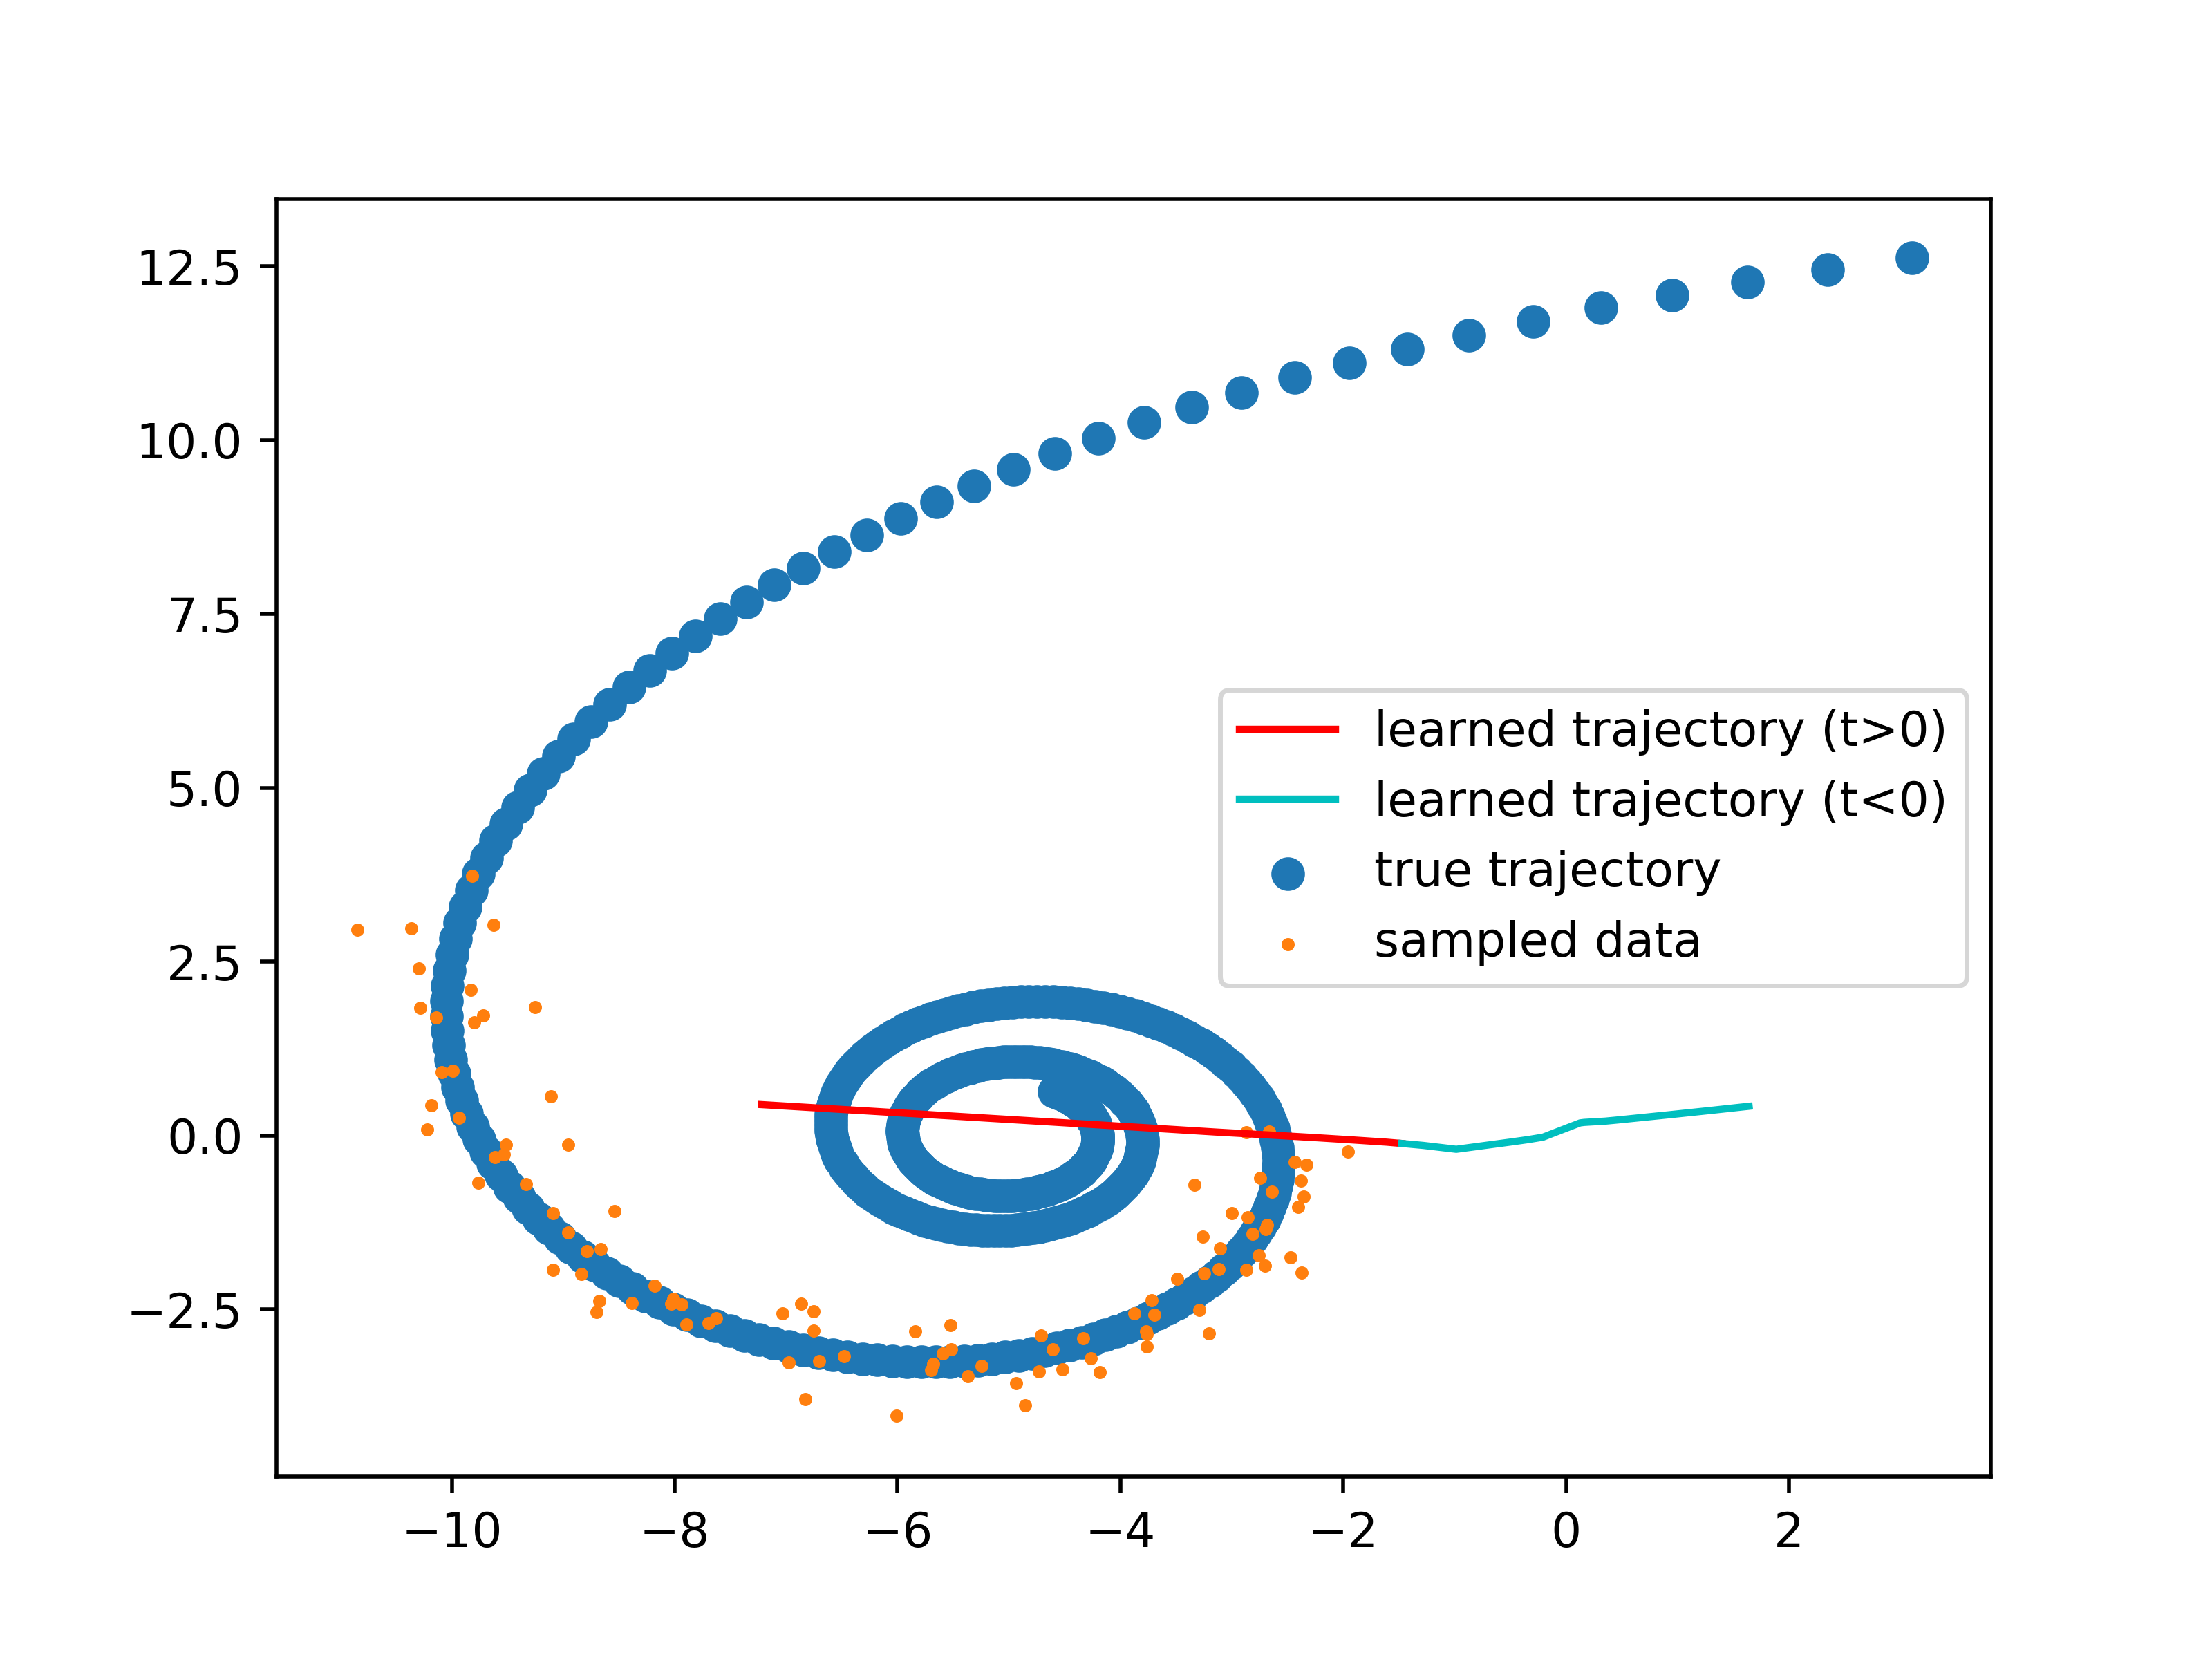 12.5
10.0
7.5
5.0
2.5
0.0
−2.5
learned trajectory (t>0)
learned trajectory (t<0)
true trajectory
sampled data
−10 −8 −6 −4 −2 0 2